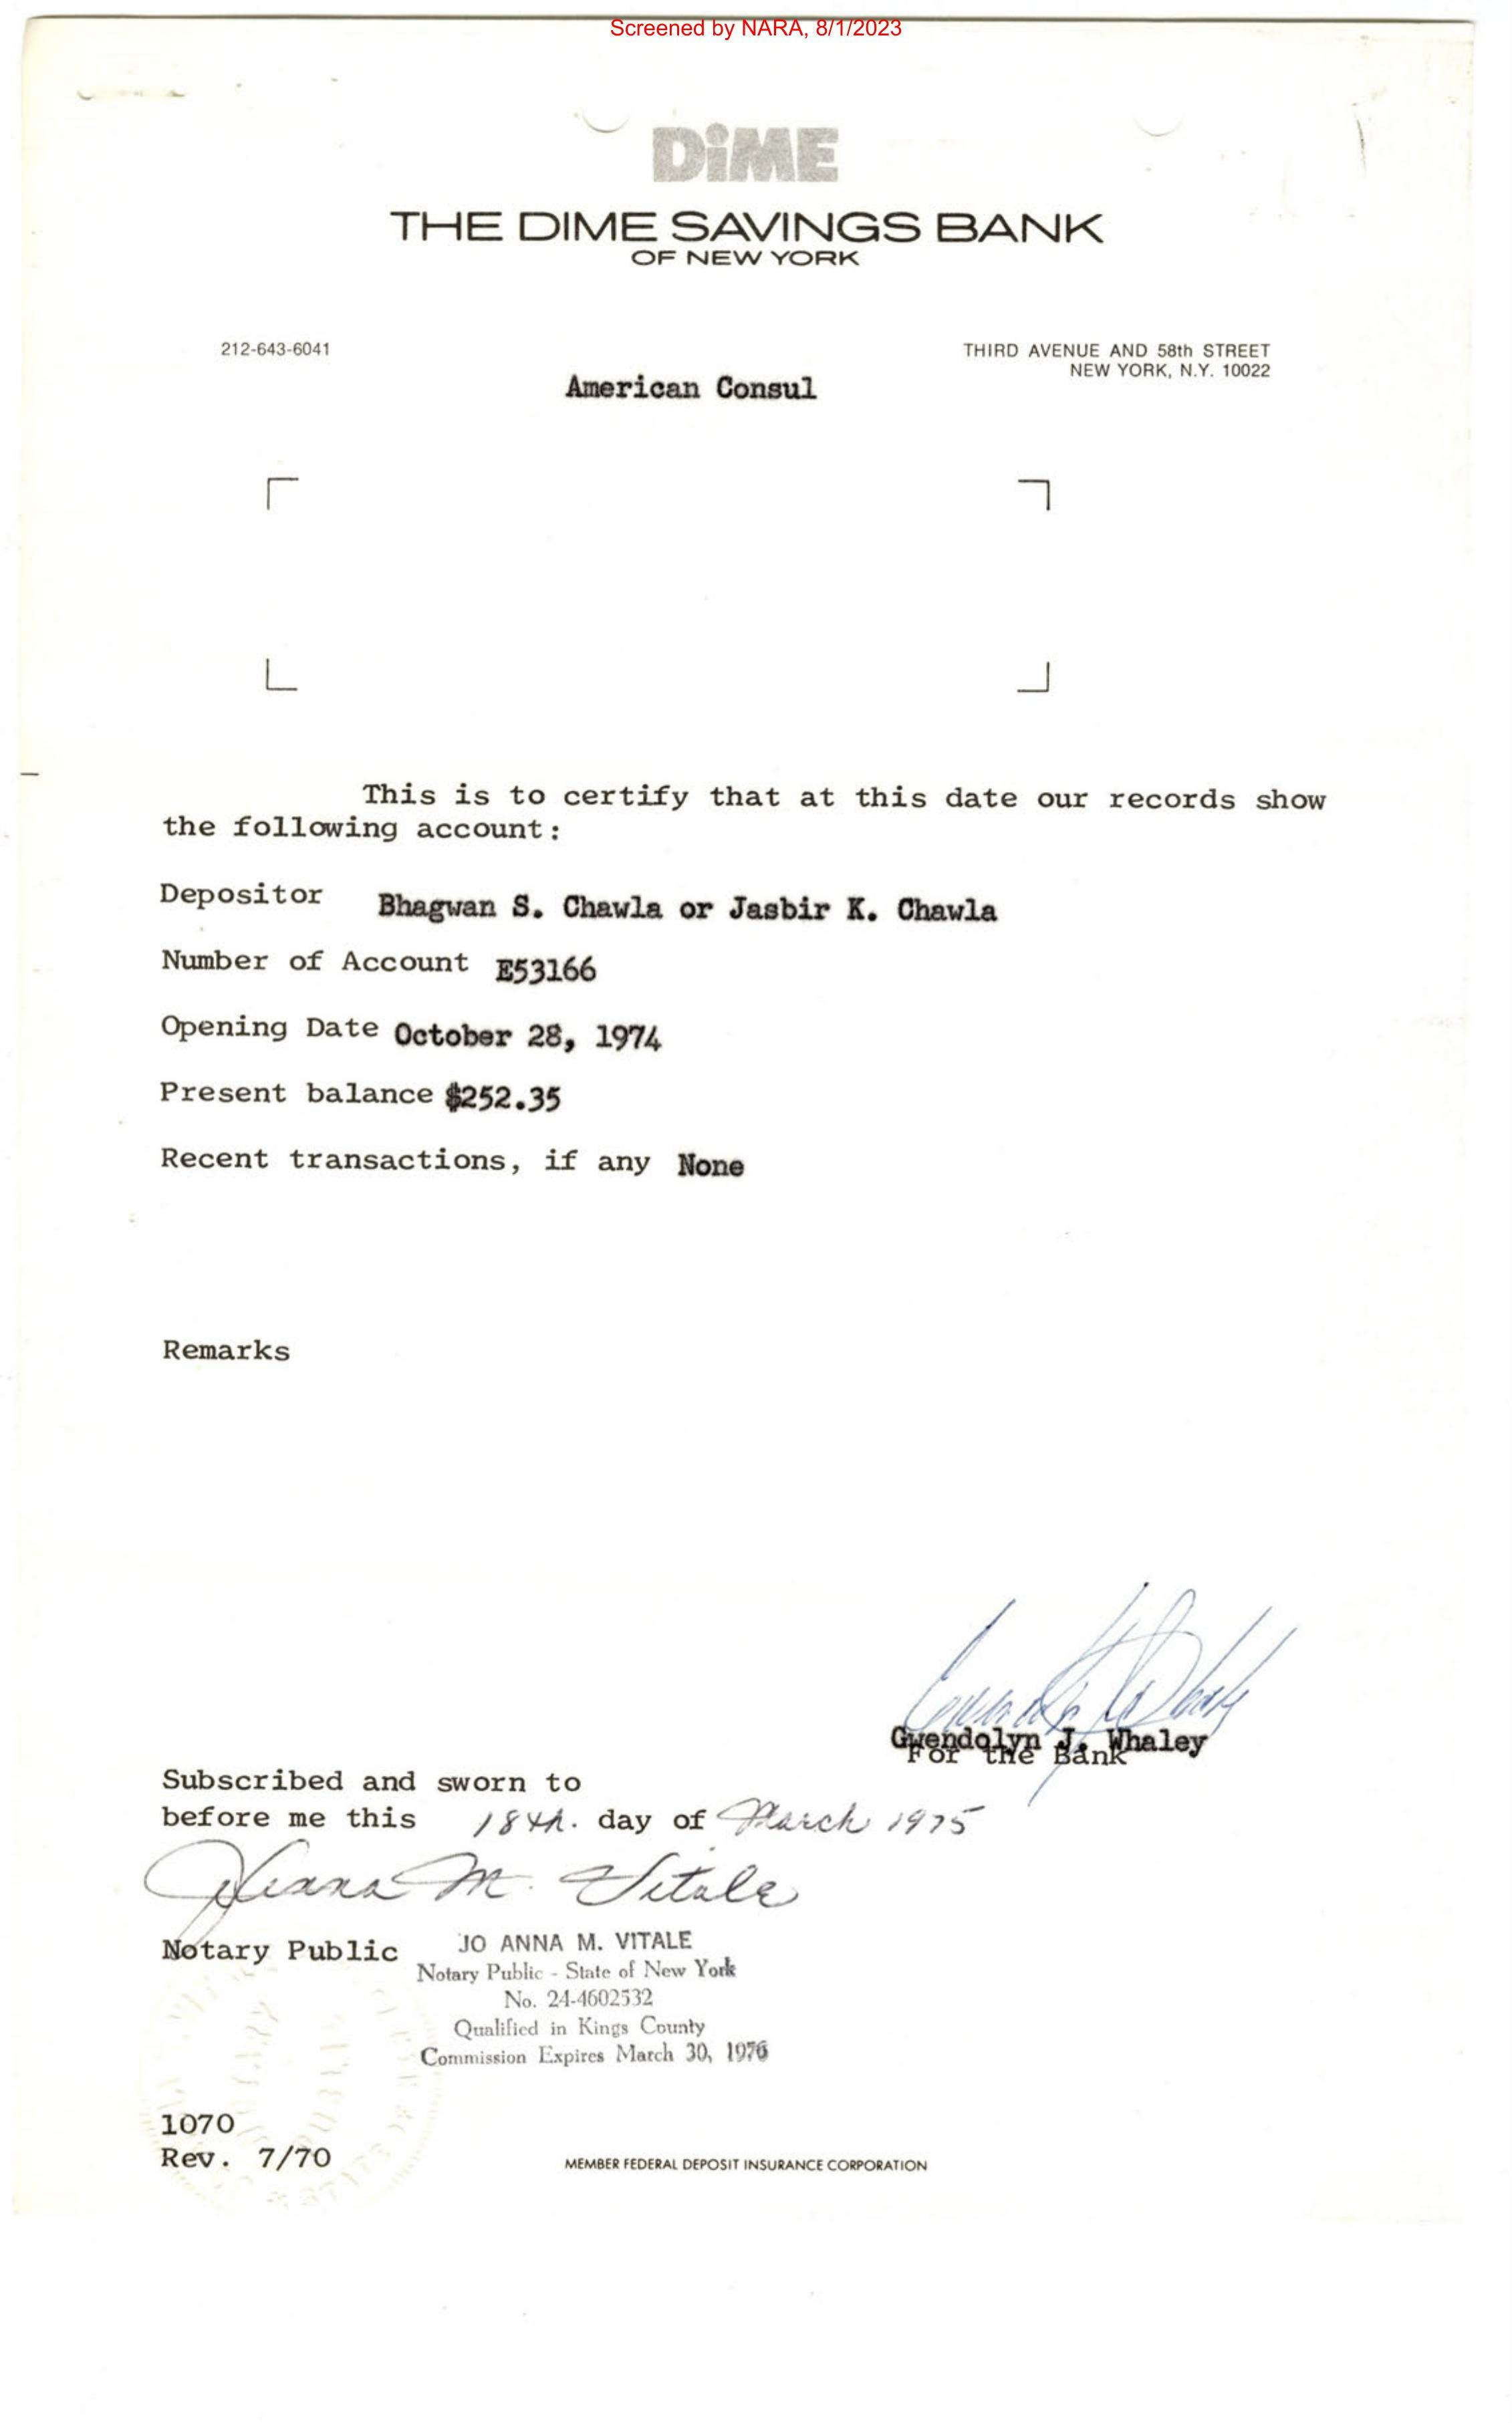 Screened by NARA, 8/1/2023
DiME
THE DIME SAVINGS BANK
OF NEW YORK
212-643-6041
THIRD AVENUE AND 58th STREET
NEW YORK, N.Y. 10022
American Consul
This is to certify that at this date our records show
the following account:
Depositor Bhagwan S. Chawla or Jasbir K. Chawla
Number of Account E53166
Opening Date October 28, 1974
Present balance $252.35
Recent transactions, if any None
Remarks
Gwendolyn J. Whaley
Gwendolyn J. Whaley
For the Bank
Subscribed and sworn to
before me this 18th. day of March 1975
JoAnna M. Vitale
Notary Public JO ANNA M. VITALE
Notary Public - State of New York
No. 24-4602532
Qualified in Kings County
Commission Expires March 30, 1976
1070
Rev. 7/70
MEMBER FEDERAL DEPOSIT INSURANCE CORPORATION